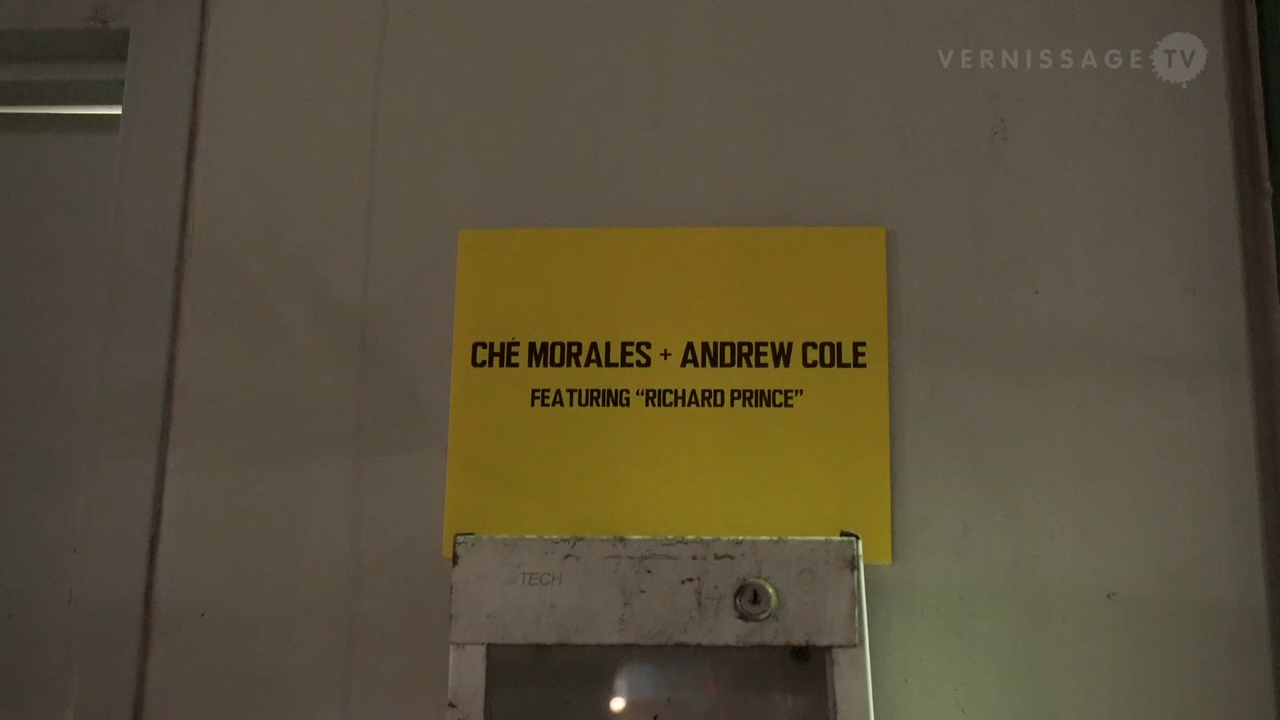 VERNISSAGE TV
CHÉ MORALES + ANDREW COLE
FEATURING “RICHARD PRINCE”
TECH